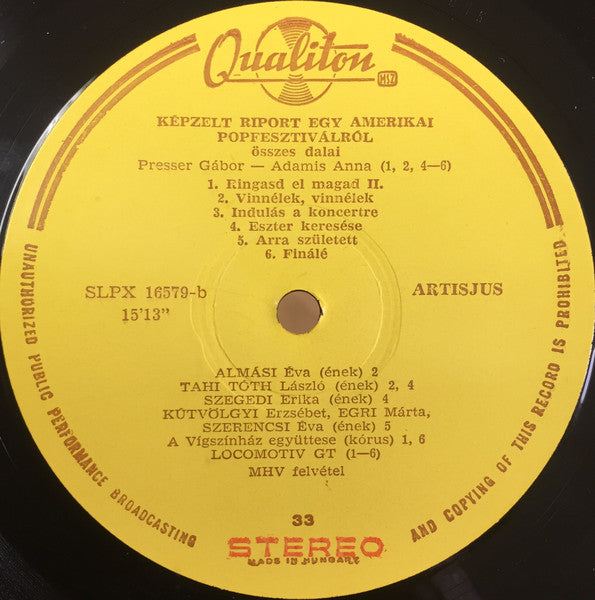 Qualiton
MSZ
KÉPZELT RIPORT EGY AMERIKAI
POPFESZTIVÁLRÓL
összes dalai
Presser Gábor — Adamis Anna (1, 2, 4—6)
1. Ringasd el magad II.
2. Vinnélek, vinnélek
3. Indulás a koncertre
4. Eszter keresése
5. Arra született
6. Finálé
SLPX 16579-b
15'13”
ARTISJUS
ALMÁSI Éva (ének) 2
TAHI TÓTH László (ének) 2, 4
SZEGEDI Erika (ének) 4
KÚTVÖLGYI Erzsébet, EGRI Márta,
SZERENCSI Éva (ének) 5
A Vígszínház együttese (kórus) 1, 6
LOCOMOTIV GT (1—6)
MHV felvétel
33
STEREO
MADE IN HUNGARY
UNAUTHORIZED PUBLIC PERFORMANCE BROADCASTING
AND COPYING OF THIS RECORD IS PROHIBITED